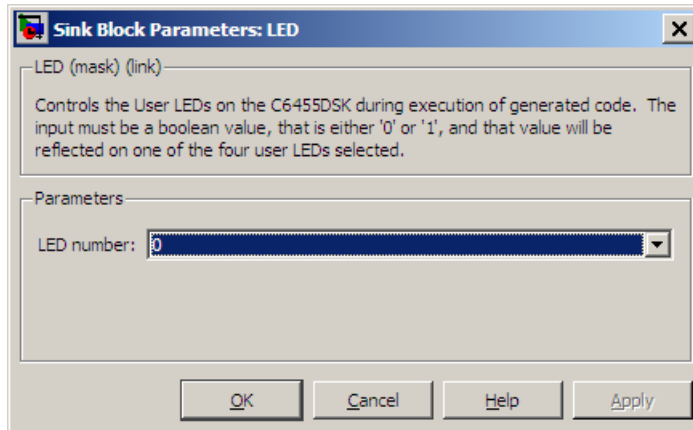 Sink Block Parameters: LED
LED (mask) (link)
Controls the User LEDs on the C6455DSK during execution of generated code. The
input must be a boolean value, that is either '0' or '1', and that value will be
reflected on one of the four user LEDs selected.
Parameters
LED number: 0
OK Cancel Help Apply